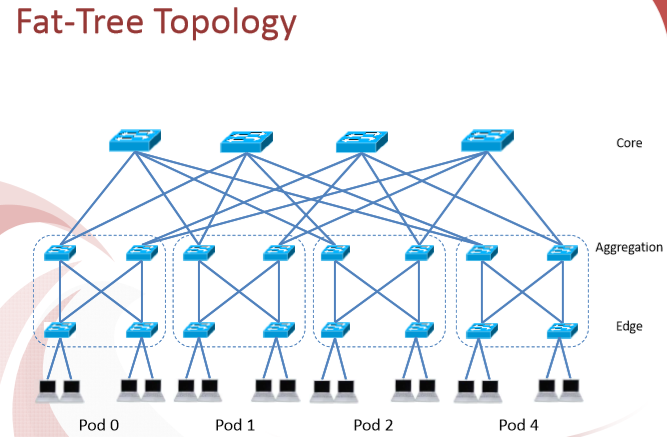 Fat-Tree Topology
Core
Aggregation
Edge
Pod 0
Pod 1
Pod 2
Pod 4